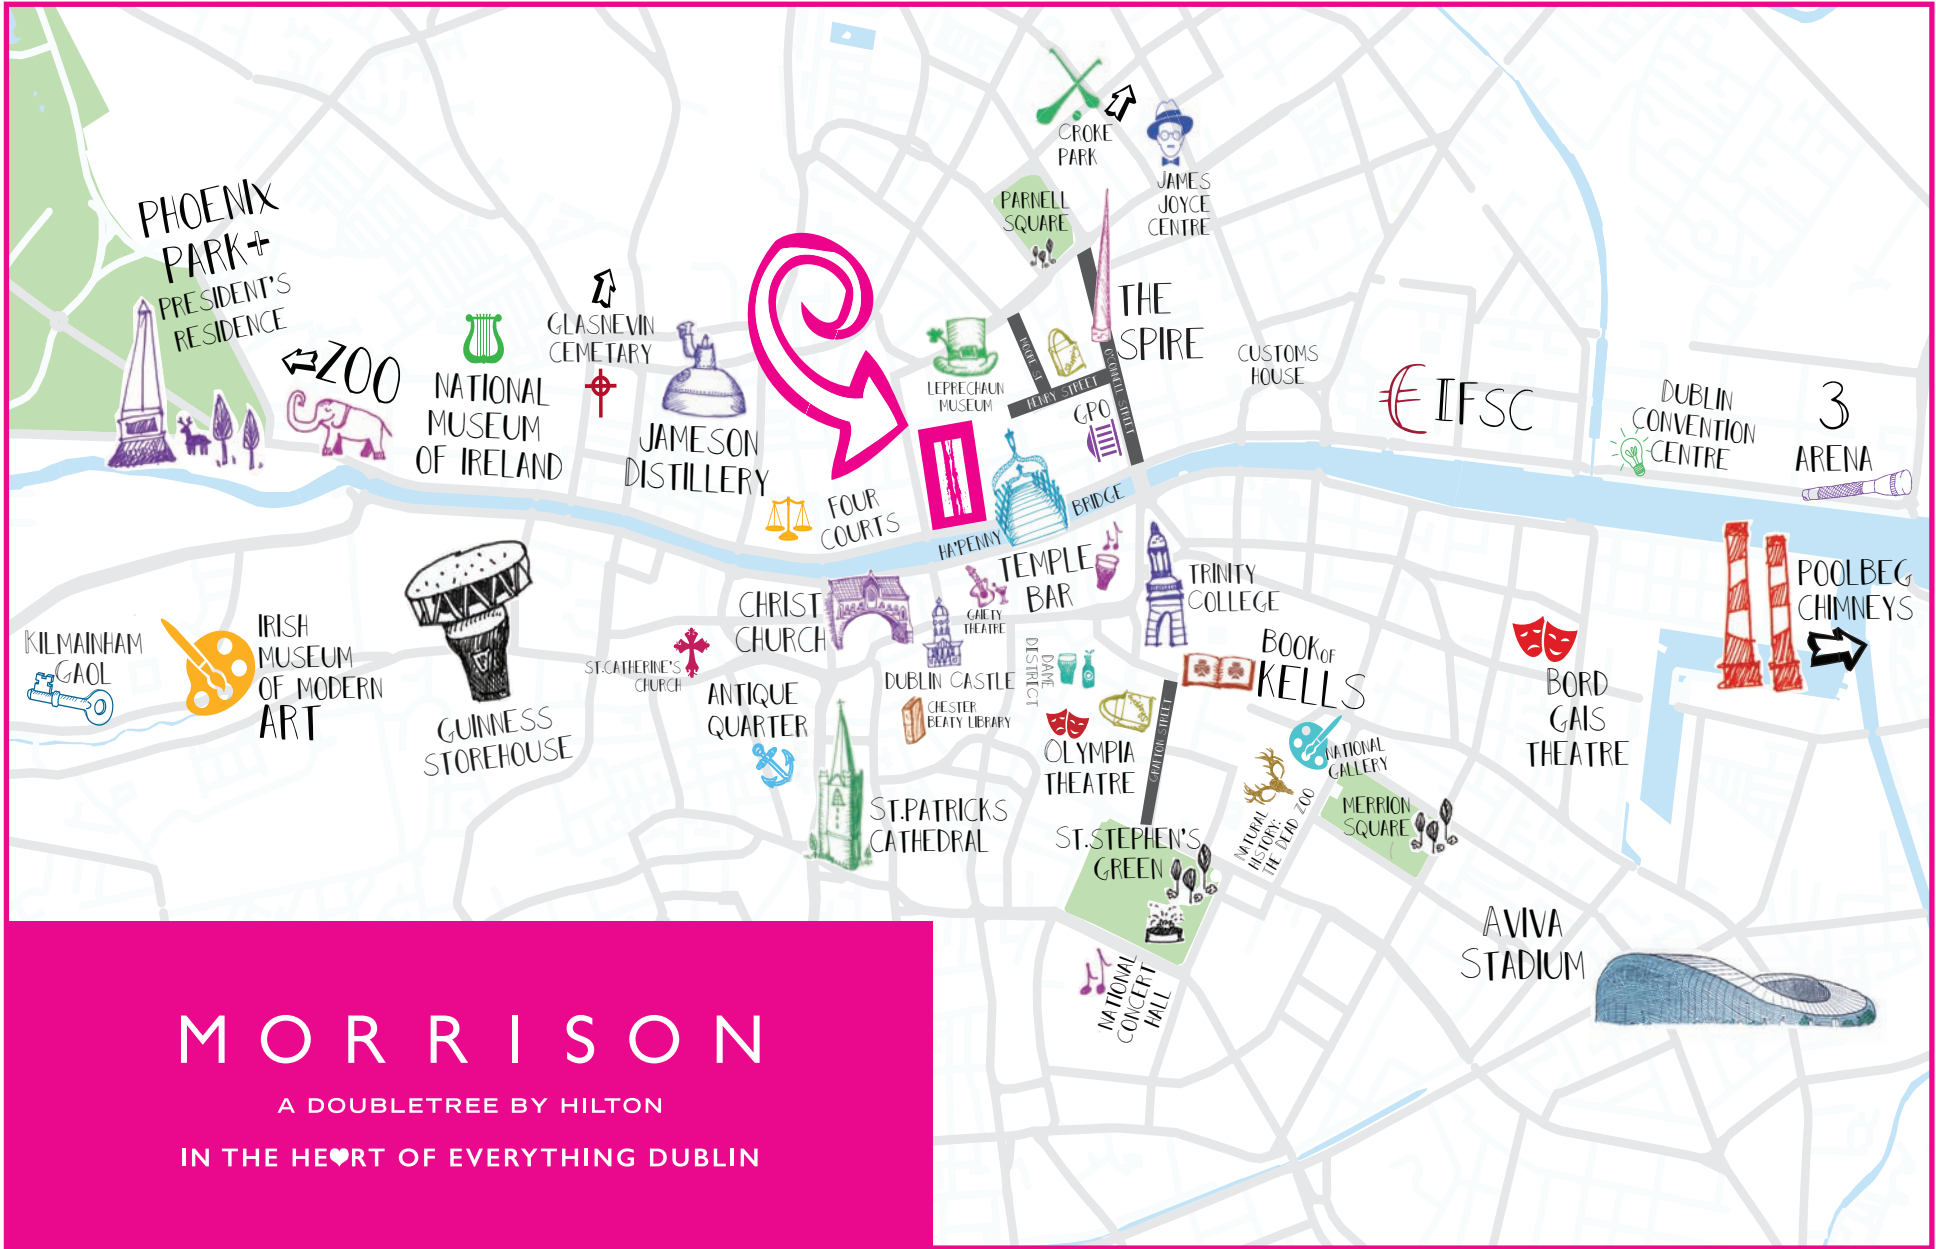 CROKE
PARK
JAMES
JOYCE
CENTRE
PARNELL
SQUARE
PHOENIX
PARK+
PRESIDENT'S
RESIDENCE
ZOO
NATIONAL
MUSEUM
OF IRELAND
GLASNEVIN
CEMETARY
JAMESON
DISTILLERY
FOUR
COURTS
LEPRECHAUN
MUSEUM
MOORE ST.
HENRY STREET
O'CONNELL STREET
GPO
THE
SPIRE
CUSTOMS
HOUSE
IFSC
DUBLIN
CONVENTION
CENTRE
3
ARENA
HA'PENNY
BRIDGE
TEMPLE
BAR
TRINITY
COLLEGE
POOLBEG
CHIMNEYS
KILMAINHAM
GAOL
IRISH
MUSEUM
OF MODERN
ART
GUINNESS
STOREHOUSE
ST.CATHERINE'S
CHURCH
CHRIST
CHURCH
GAIETY
THEATRE
DUBLIN CASTLE
CHESTER
BEATY LIBRARY
DAME
DISTRICT
ANTIQUE
QUARTER
OLYMPIA
THEATRE
GRAFTON STREET
BOOK OF
KELLS
NATIONAL
GALLERY
BORD
GAIS
THEATRE
ST.PATRICKS
CATHEDRAL
ST.STEPHEN'S
GREEN
NATURAL
HISTORY:
THE DEAD ZOO
MERRION
SQUARE
NATIONAL
CONCERT
HALL
AVIVA
STADIUM
MORRISON
A DOUBLETREE BY HILTON
IN THE HE♥RT OF EVERYTHING DUBLIN